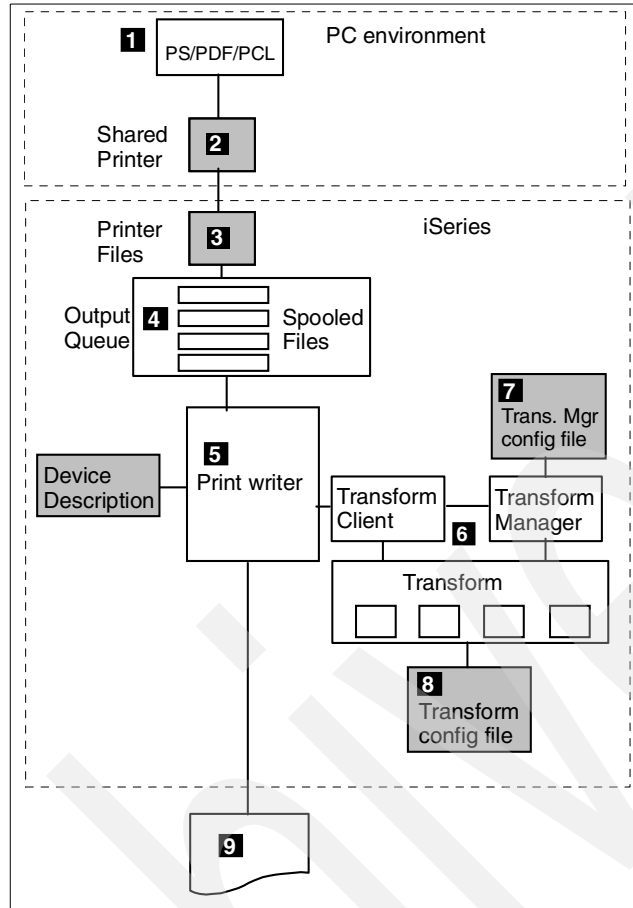 1
PS/PDF/PCL
PC environment
Shared
Printer
2
Printer
Files
3
iSeries
Output
Queue
4
Spooled
Files
7
Trans. Mgr
config file
5
Print writer
Device
Description
Transform
Client
6
Transform
Manager
Transform
8
Transform
config file
9